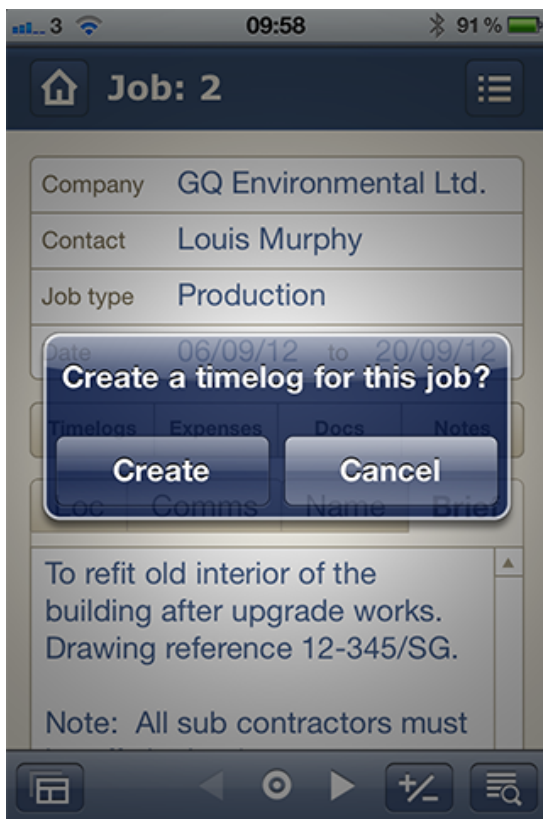 3 09:58 91%
Job: 2
Company GQ Environmental Ltd.
Contact Louis Murphy
Job type Production
Date 06/09/12 to 20/09/12
Create a timelog for this job?
Timelogs Expenses Docs Notes
Create Cancel
Loc Comms Name Brief
To refit old interior of the
building after upgrade works.
Drawing reference 12-345/SG.
Note: All sub contractors must